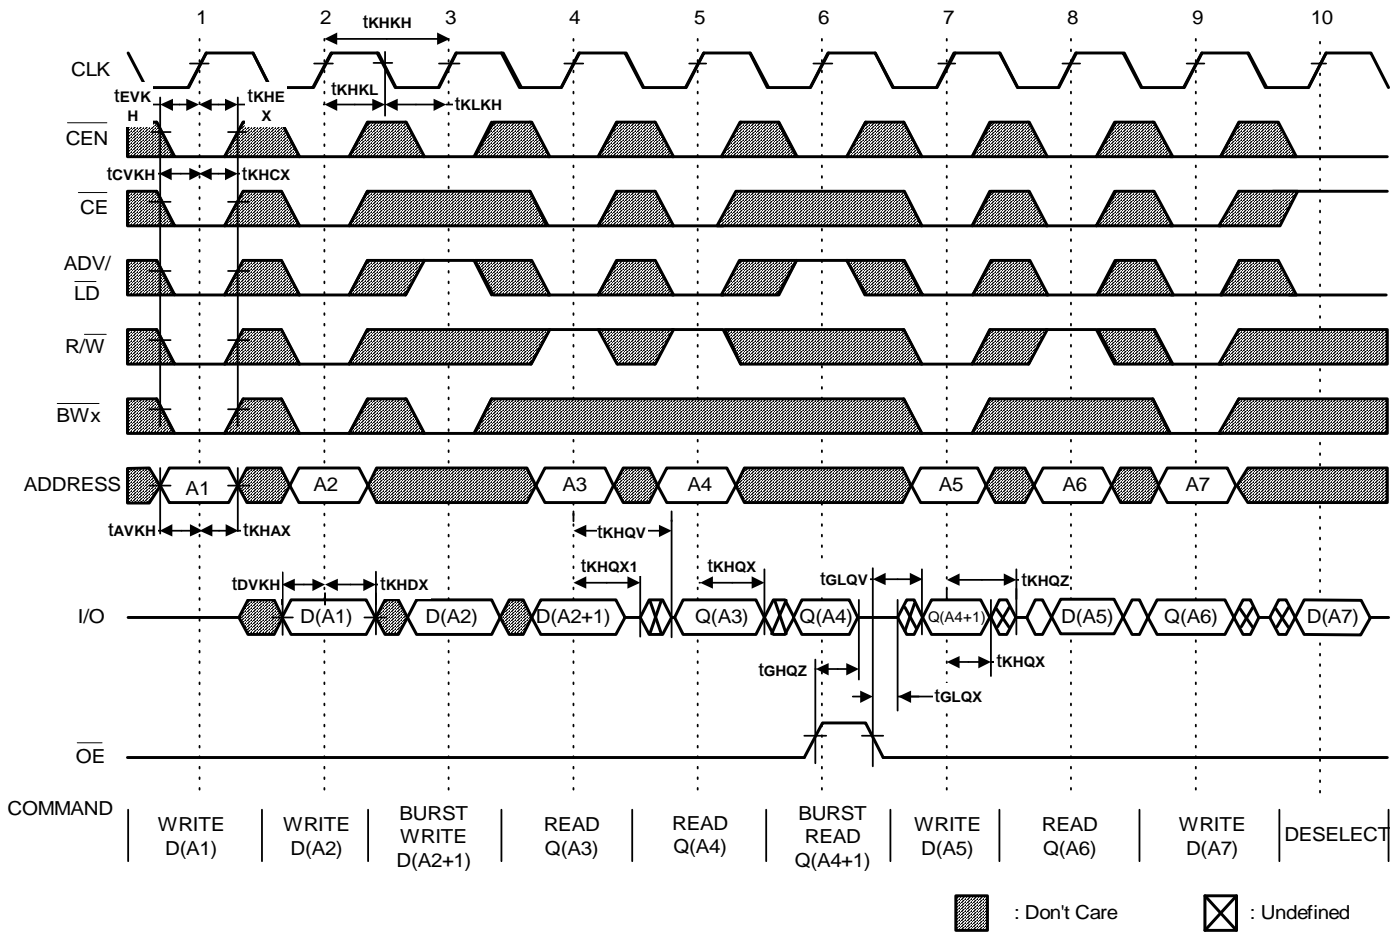 1 2 3 4 5 6 7 8 9 10
tKHKH
CLK
tEVK
H
tKHE
X
tKHKL
tKLKH
CEN
tCVKH
tKHCX
CE
ADV/
LD
R/W
BWx
ADDRESS
A1 A2 A3 A4 A5 A6 A7
tAVKH
tKHAX
tKHQV
tKHQX1
tKHQX
tDVKH
tKHDX
tGLQV
tKHQZ
I/O
D(A1) D(A2) D(A2+1) Q(A3) Q(A4) Q(A4+1) D(A5) Q(A6) D(A7)
tGHQZ
tKHQX
tGLQX
OE
COMMAND
WRITE
D(A1)
WRITE
D(A2)
BURST
WRITE
D(A2+1)
READ
Q(A3)
READ
Q(A4)
BURST
READ
Q(A4+1)
WRITE
D(A5)
READ
Q(A6)
WRITE
D(A7)
DESELECT
: Don't Care
: Undefined